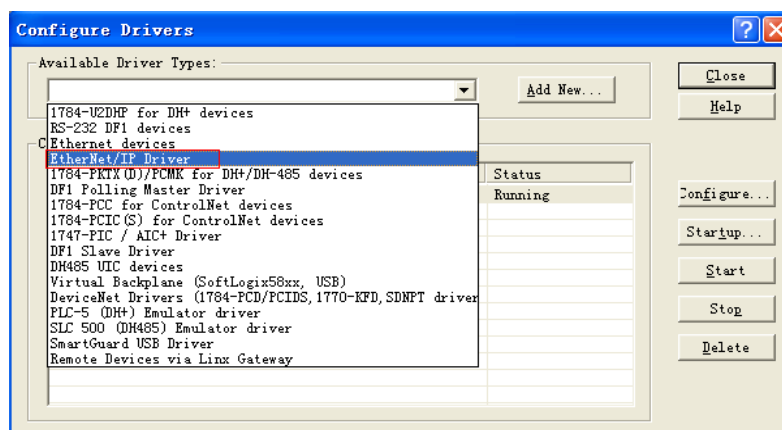 Configure Drivers
Available Driver Types:
Close
Add New...
Help
1784-U2DHP for DH+ devices
RS-232 DF1 devices
Ethernet devices
EtherNet/IP Driver
1784-PKTX(D)/PCMK for DH+/DH-485 devices
Status
DF1 Polling Master Driver
Running
Configure...
1784-PCC for ControlNet devices
1784-PCIC(S) for ControlNet devices
1747-PIC / AIC+ Driver
Startup...
DF1 Slave Driver
DH485 UIC devices
Start
Virtual Backplane (SoftLogix58xx, USB)
DeviceNet Drivers (1784-PCD/PCIDS,1770-KFD,SDNPT driver
PLC-5 (DH+) Emulator driver
Stop
SLC 500 (DH485) Emulator driver
SmartGuard USB Driver
Delete
Remote Devices via Linx Gateway